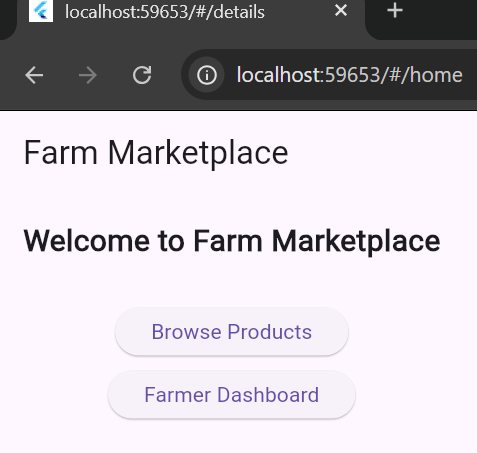 localhost:59653/#/details
localhost:59653/#/home
Farm Marketplace
Welcome to Farm Marketplace
Browse Products
Farmer Dashboard